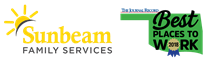 Sunbeam
FAMILY SERVICES
THE JOURNAL RECORD
Best
PLACES TO
WORK
2018